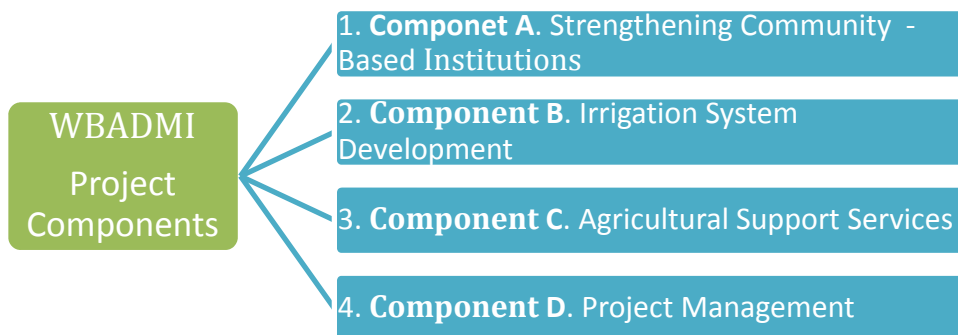 WBADMI
Project
Components
1. Componet A. Strengthening Community -
Based Institutions
2. Component B. Irrigation System
Development
3. Component C. Agricultural Support Services
4. Component D. Project Management